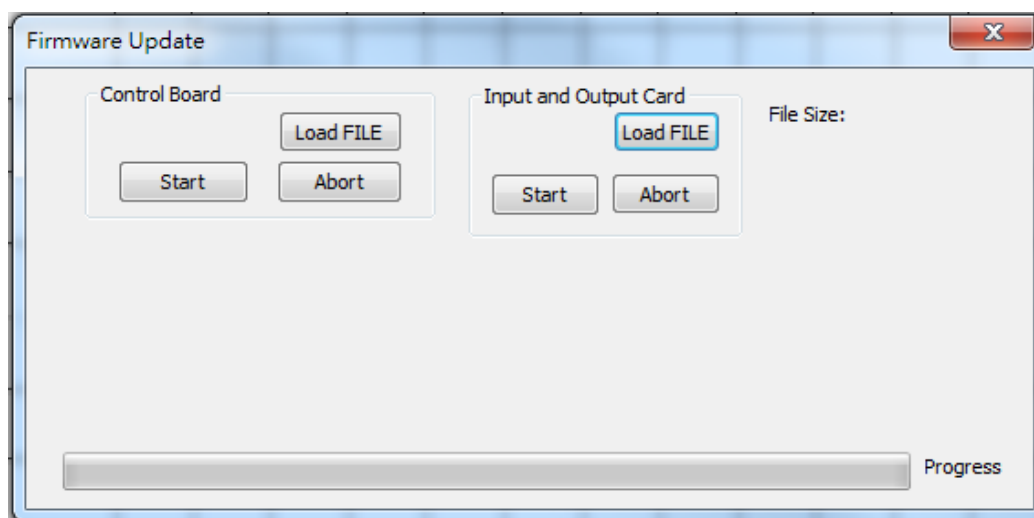 Firmware Update
Control Board
Load FILE
Start Abort
Input and Output Card
Load FILE
Start Abort
File Size:
Progress